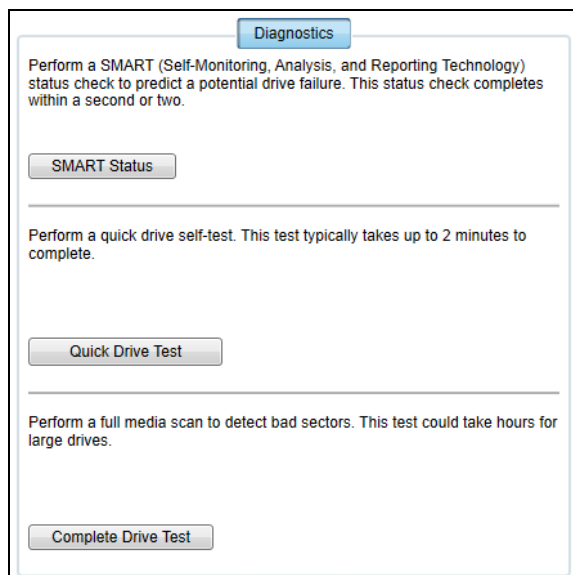 Diagnostics
Perform a SMART (Self-Monitoring, Analysis, and Reporting Technology)
status check to predict a potential drive failure. This status check completes
within a second or two.
SMART Status
Perform a quick drive self-test. This test typically takes up to 2 minutes to
complete.
Quick Drive Test
Perform a full media scan to detect bad sectors. This test could take hours for
large drives.
Complete Drive Test